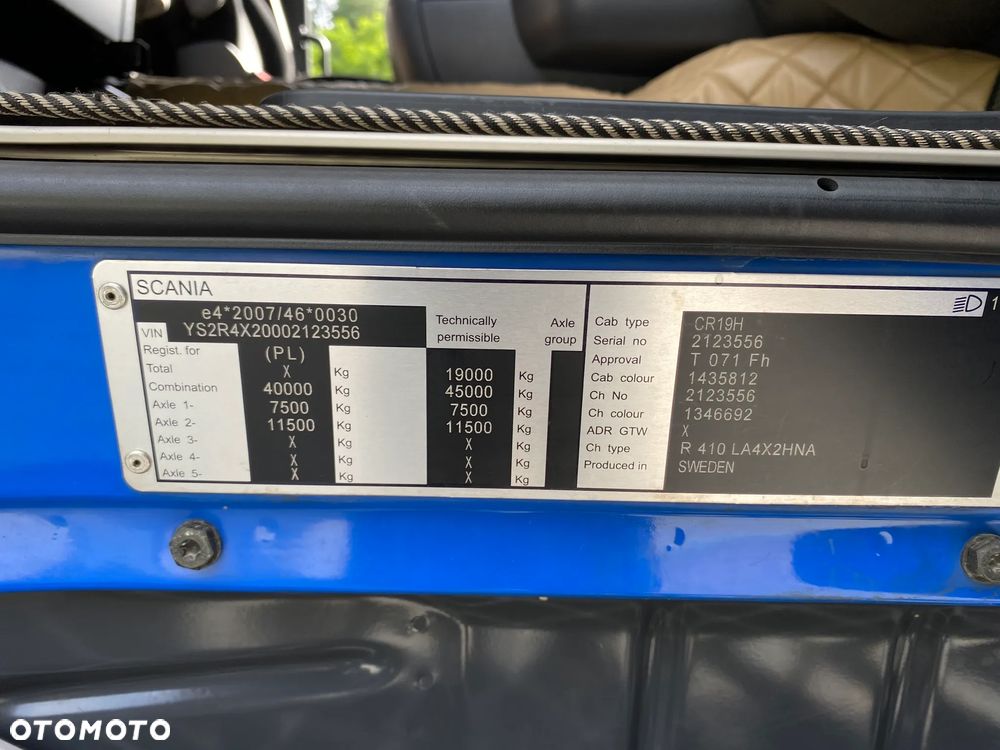 SCANIA
e4*2007/46*0030
VIN YS2R4X20002123556
Regist. for (PL)
Technically permissible
Axle group
Total X Kg 19000 Kg
Combination 40000 Kg 45000 Kg
Axle 1- 7500 Kg 7500 Kg
Axle 2- 11500 Kg 11500 Kg
Axle 3- X Kg X Kg
Axle 4- X Kg X Kg
Axle 5- X Kg X Kg
1
Cab type CR19H
Serial no 2123556
Approval T 071 Fh
Cab colour 1435812
Ch No 2123556
Ch colour 1346692
ADR GTW X
Ch type R 410 LA4X2HNA
Produced in SWEDEN
OTOMOTO